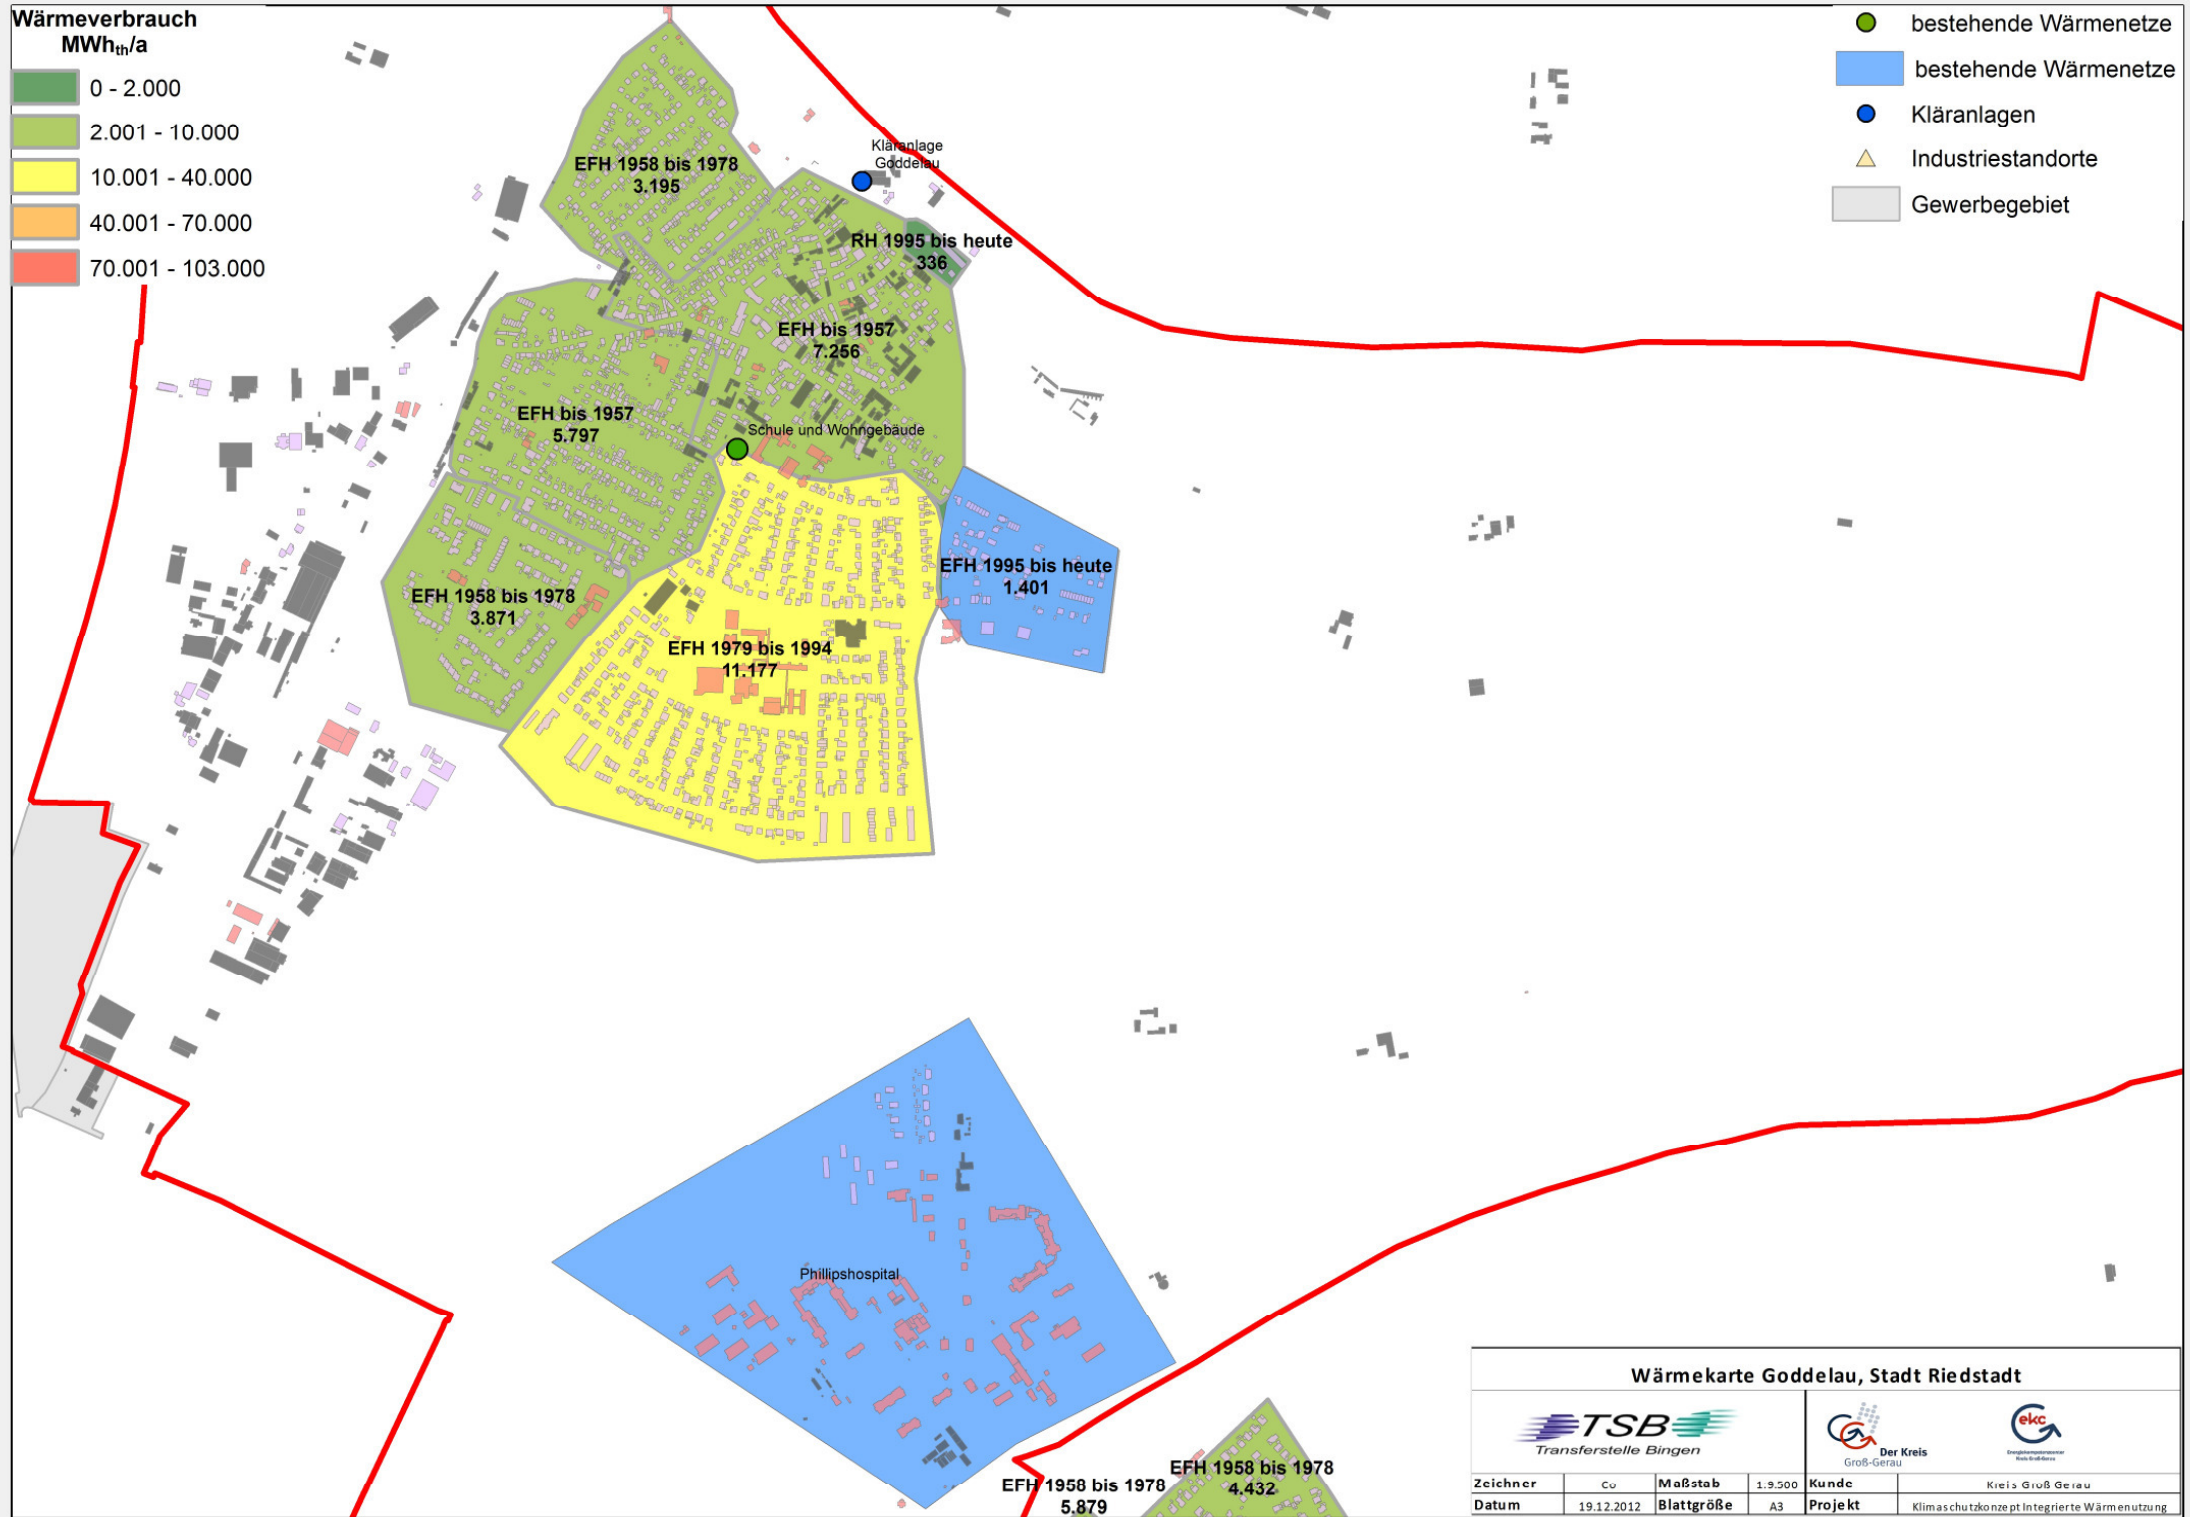 Wärmeverbrauch
MWhth/a
0 - 2.000
2.001 - 10.000
10.001 - 40.000
40.001 - 70.000
70.001 - 103.000
bestehende Wärmenetze
bestehende Wärmenetze
Kläranlagen
Industriestandorte
Gewerbegebiet
Kläranlage
Goddelau
EFH 1958 bis 1978
3.195
RH 1995 bis heute
336
EFH bis 1957
7.256
EFH bis 1957
5.797
Schule und Wohngebäude
EFH 1995 bis heute
1.401
EFH 1958 bis 1978
3.871
EFH 1979 bis 1994
11.177
Phillipshospital
EFH 1958 bis 1978
4.432
EFH 1958 bis 1978
5.879
Wärmekarte Goddelau, Stadt Riedstadt
TSB
Transferstelle Bingen
Der Kreis
Groß-Gerau
ekc
Energiekompetenzcenter
Kreis Groß-Gerau
Zeichner Co Maßstab 1:9.500 Kunde Kreis Groß Gerau
Datum 19.12.2012 Blattgröße A3 Projekt Klimaschutzkonzept Integrierte Wärmenutzung